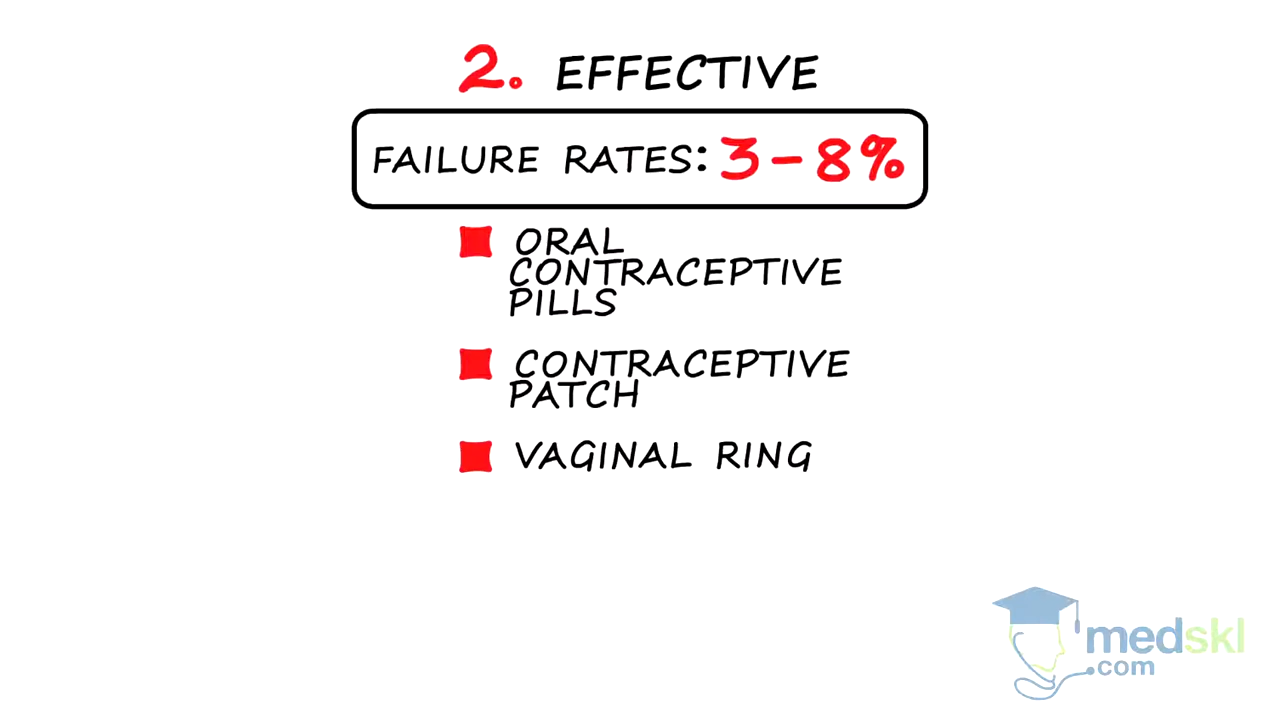 2. EFFECTIVE
FAILURE RATES: 3-8%
ORAL
CONTRACEPTIVE
PILLS
CONTRACEPTIVE
PATCH
VAGINAL RING
medskl
.com